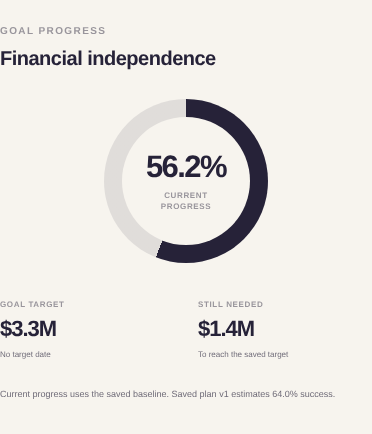 GOAL PROGRESS
Financial independence
56.2%
CURRENT
PROGRESS
GOAL TARGET
$3.3M
No target date
STILL NEEDED
$1.4M
To reach the saved target
Current progress uses the saved baseline. Saved plan v1 estimates 64.0% success.